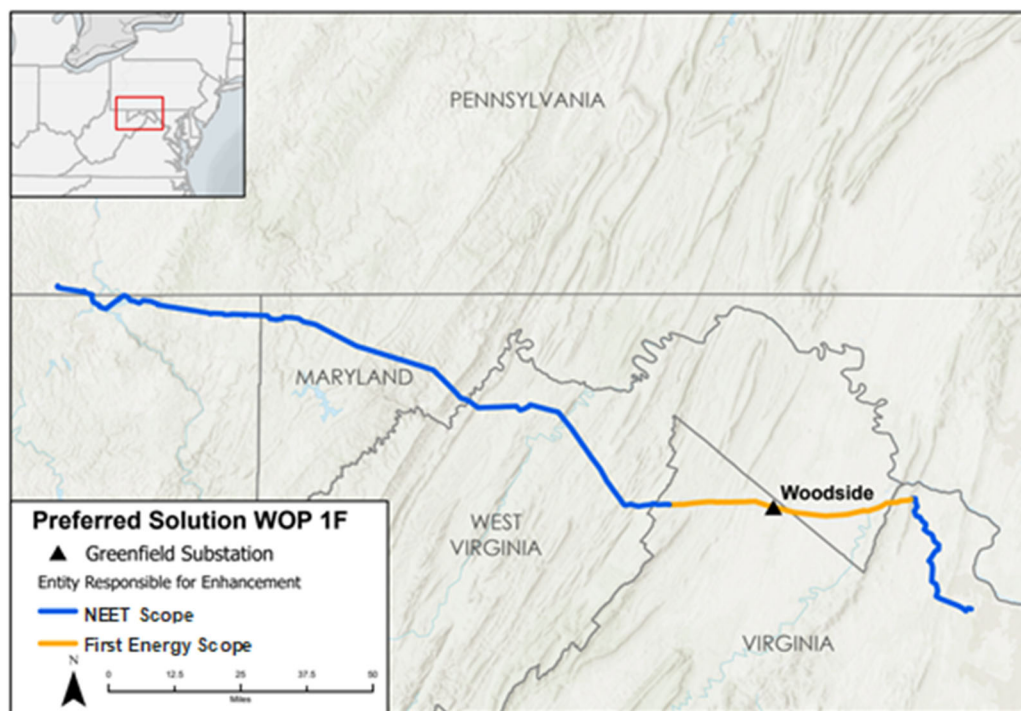 PENNSYLVANIA
MARYLAND
Woodside
WEST
VIRGINIA
VIRGINIA
Preferred Solution WOP 1F
Greenfield Substation
Entity Responsible for Enhancement
NEET Scope
First Energy Scope
N
0 12.5 25 37.5 50
Miles